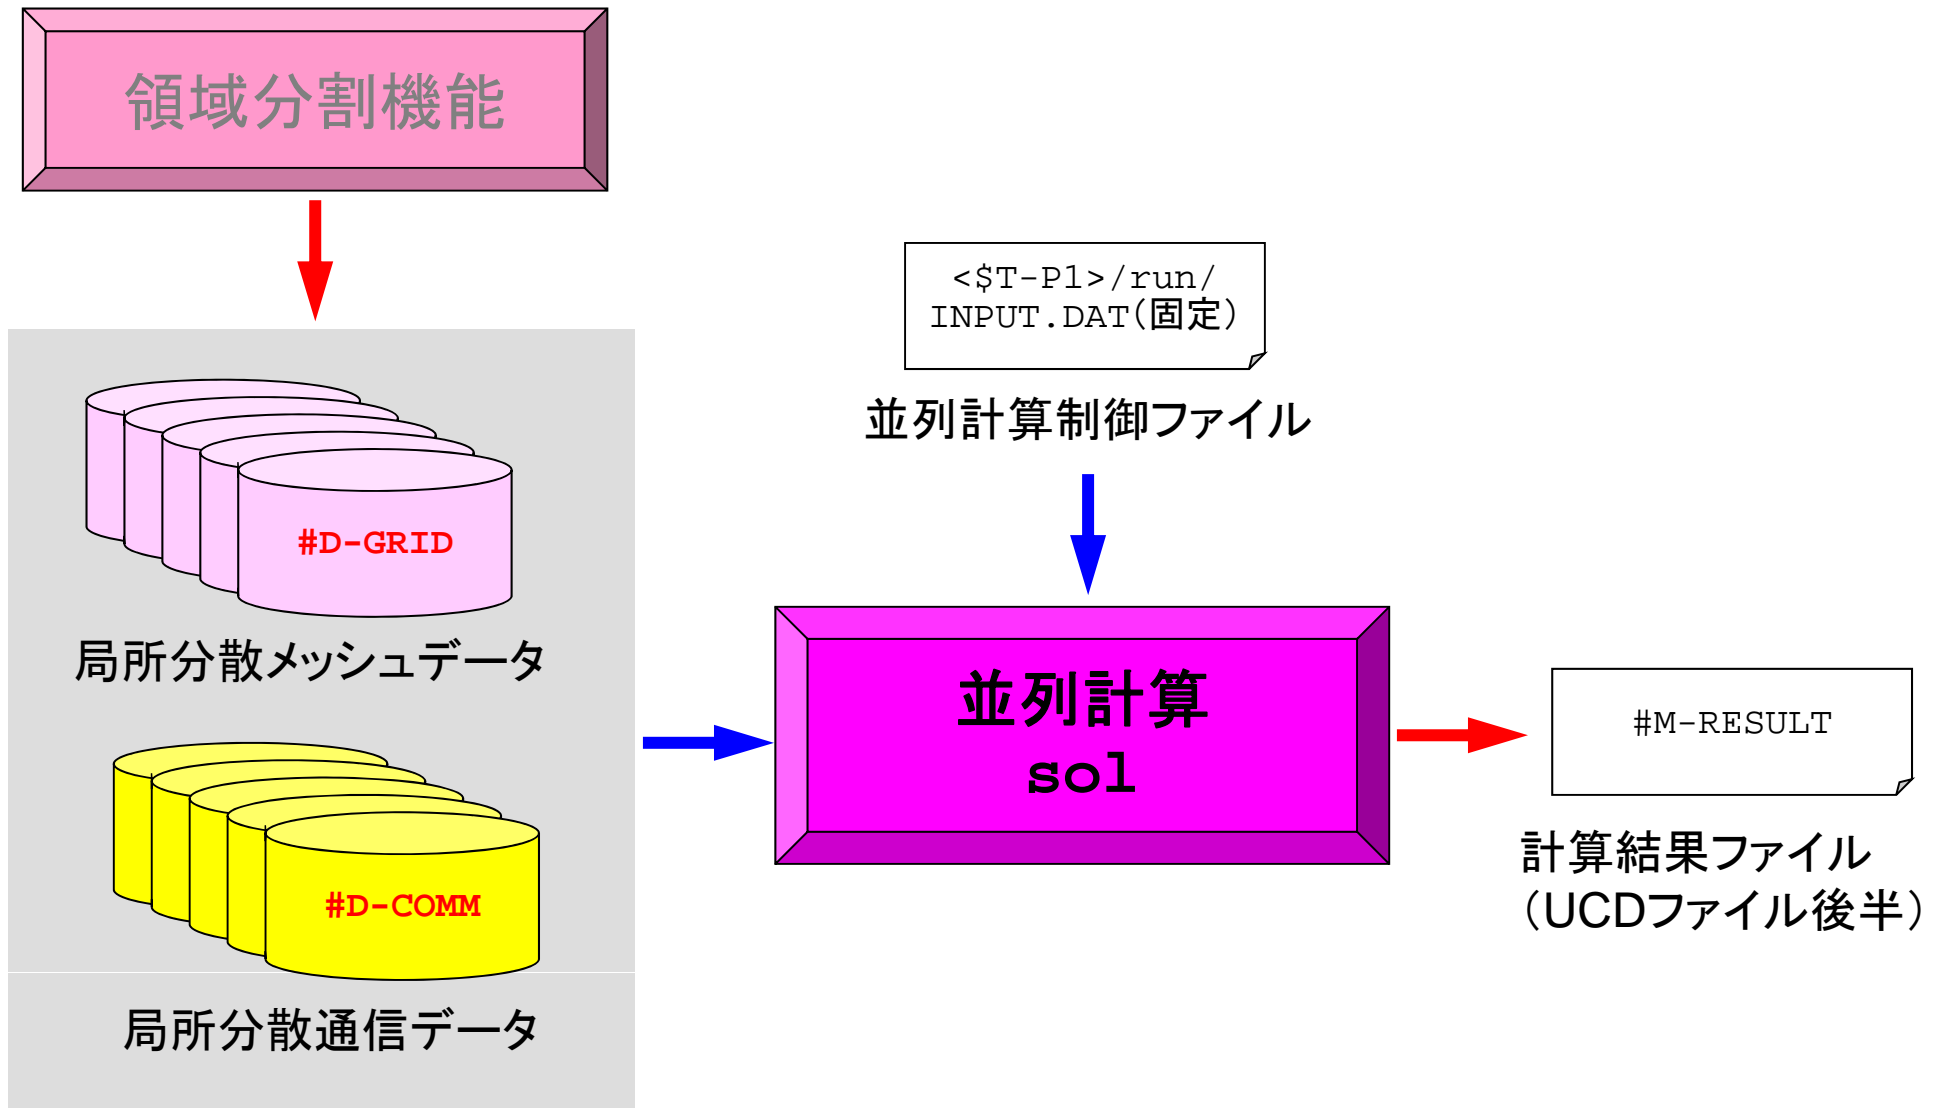 領域分割機能
<$T-P1>/run/
INPUT.DAT(固定)
並列計算制御ファイル
#D-GRID
局所分散メッシュデータ
#D-COMM
局所分散通信データ
並列計算
sol
#M-RESULT
計算結果ファイル
(UCDファイル後半)